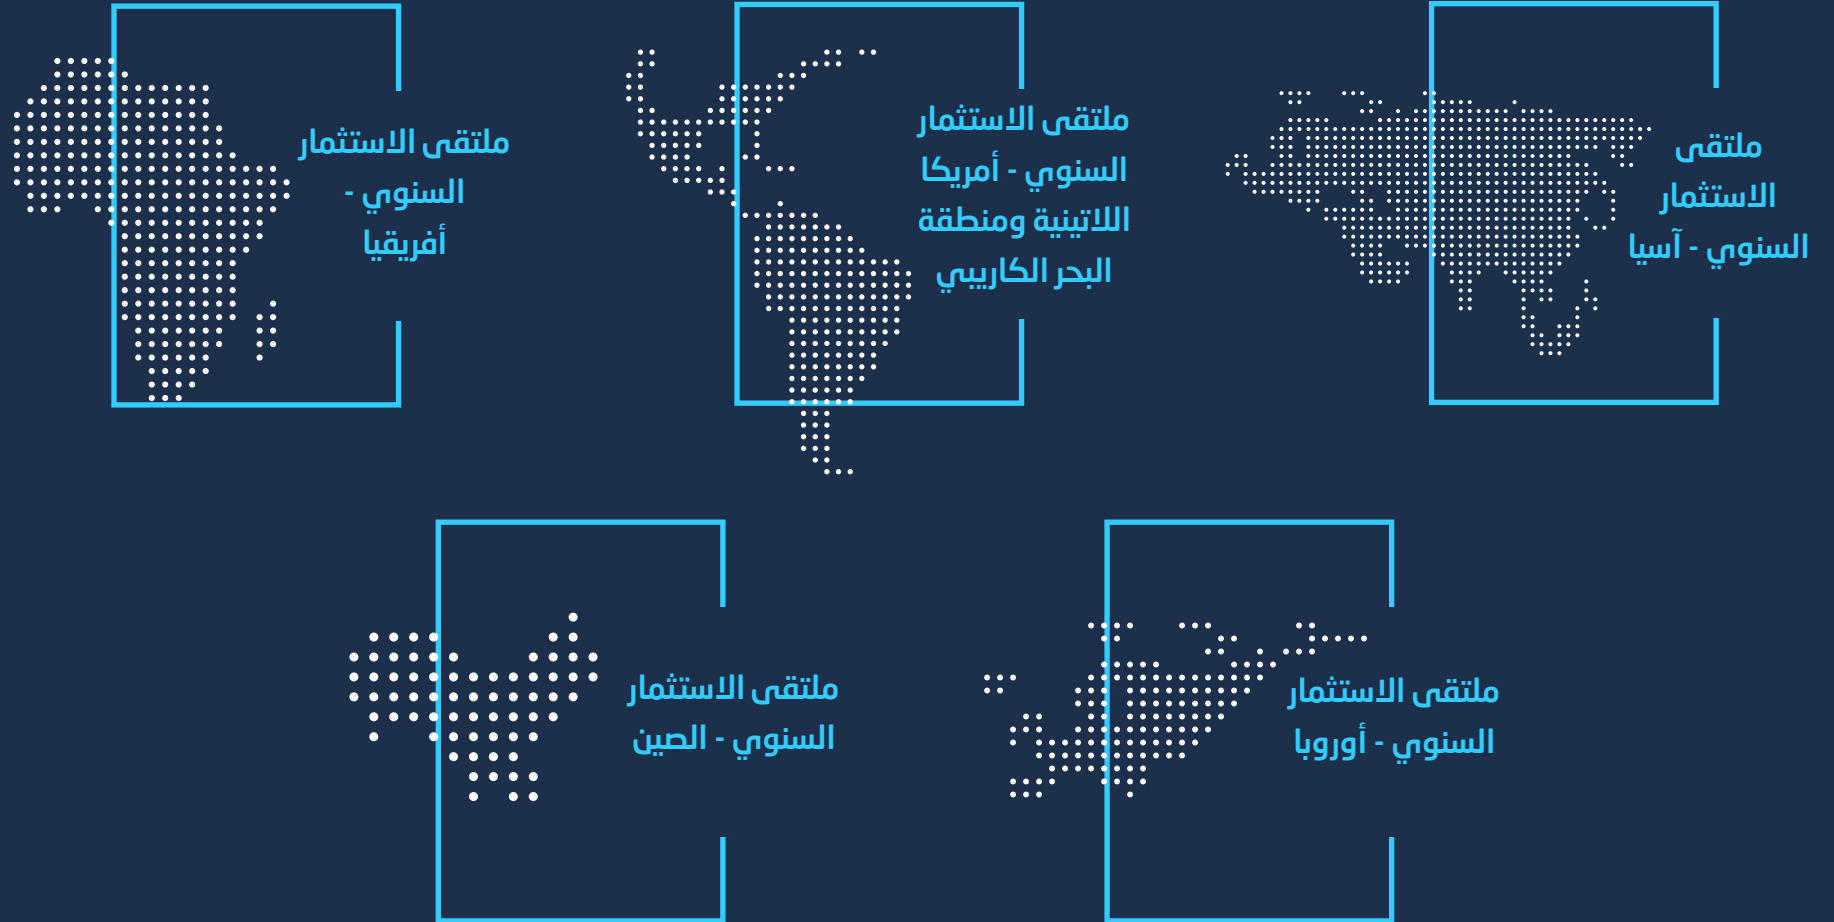 ملتقى
الاستثمار
السنوي - آسيا
ملتقى الاستثمار
السنوي - أمريكا
اللاتينية ومنطقة
البحر الكاريبي
ملتقى الاستثمار
السنوي -
أفريقيا
ملتقى الاستثمار
السنوي - أوروبا
ملتقى الاستثمار
السنوي - الصين